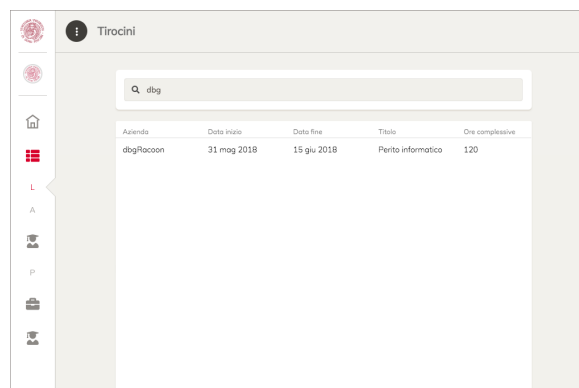 Tirocini
dbg
Azienda Data inizio Data fine Titolo Ore complessive
dbgRacoon 31 mag 2018 15 giu 2018 Perito informatico 120
L
A
P